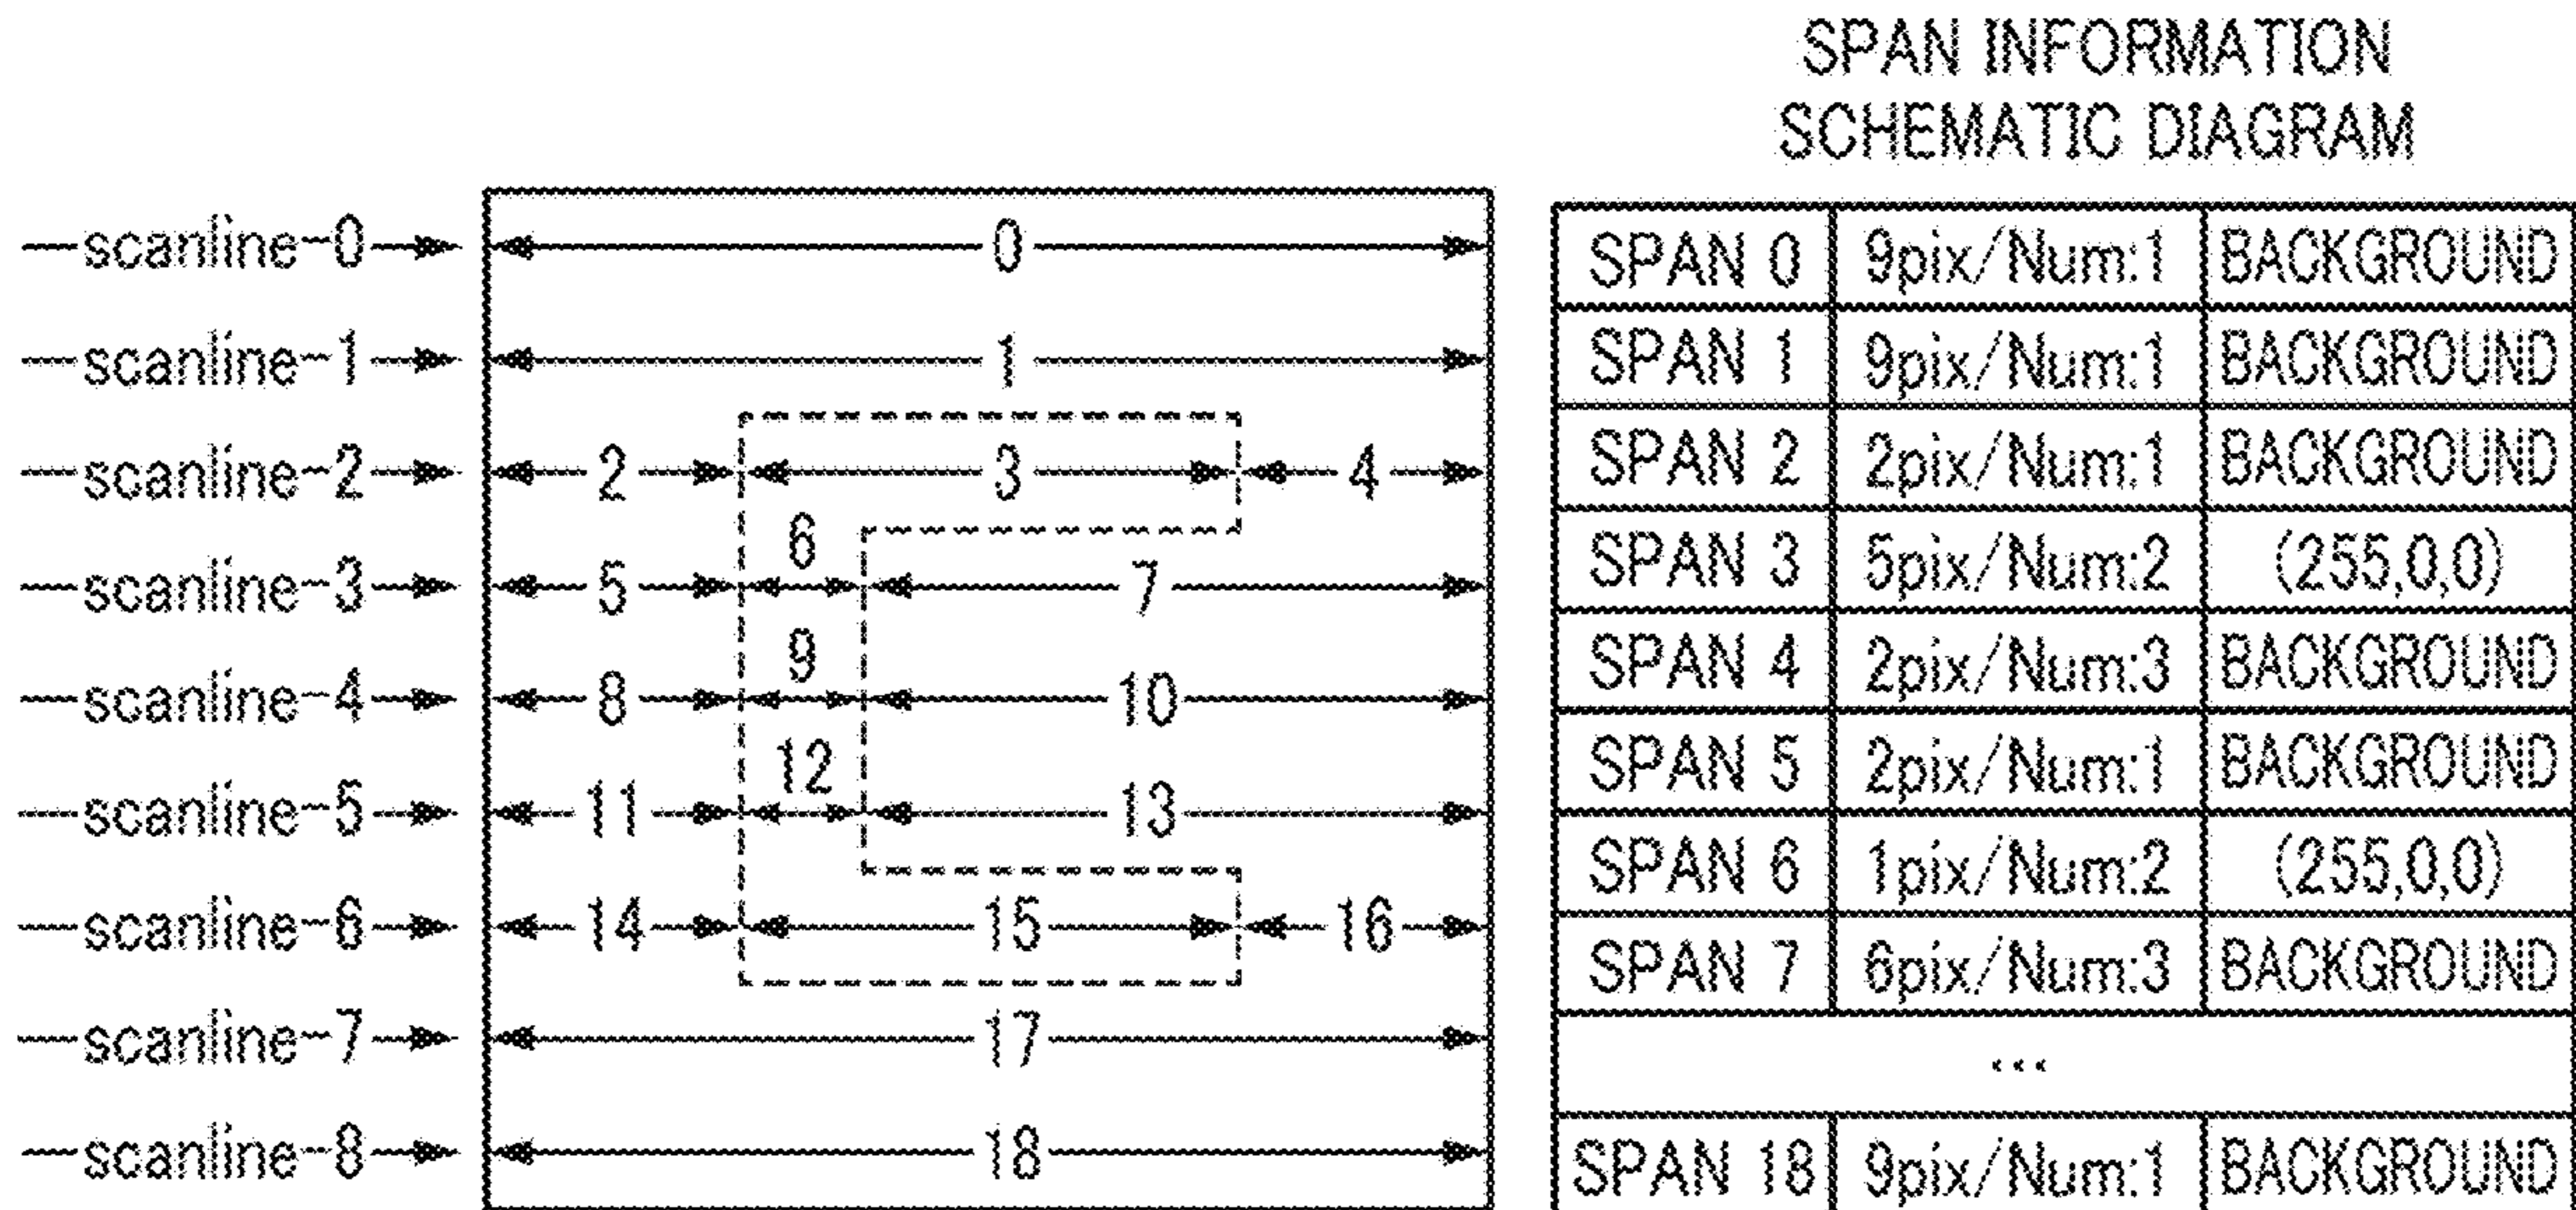 SPAN INFORMATION
SCHEMATIC DIAGRAM
scanline-0 0
scanline-1 1
scanline-2 2 3 4
6
scanline-3 5 7
9
scanline-4 8 10
12
scanline-5 11 13
scanline-6 14 15 16
scanline-7 17
scanline-8 18
SPAN 0 9pix/Num:1 BACKGROUND
SPAN 1 9pix/Num:1 BACKGROUND
SPAN 2 2pix/Num:1 BACKGROUND
SPAN 3 5pix/Num:2 (255,0,0)
SPAN 4 2pix/Num:3 BACKGROUND
SPAN 5 2pix/Num:1 BACKGROUND
SPAN 6 1pix/Num:2 (255,0,0)
SPAN 7 6pix/Num:3 BACKGROUND
...
SPAN 18 9pix/Num:1 BACKGROUND